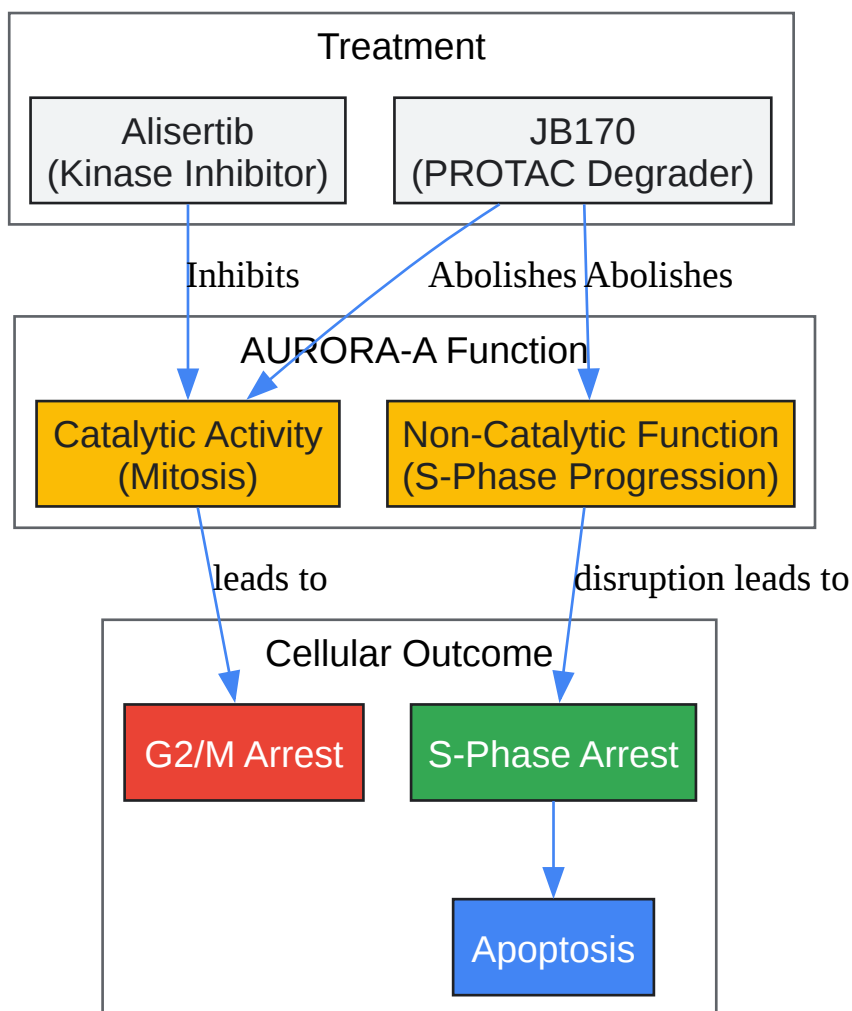 Treatment
Alisertib
(Kinase Inhibitor)
JB170
(PROTAC Degrader)
Inhibits
Abolishes
Abolishes
AURORA-A Function
Catalytic Activity
(Mitosis)
Non-Catalytic Function
(S-Phase Progression)
leads to
disruption leads to
Cellular Outcome
G2/M Arrest
S-Phase Arrest
Apoptosis